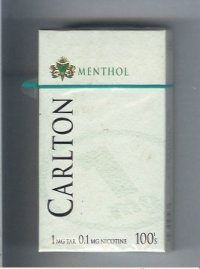 MENTHOL
CARLTON
1 MG TAR 0.1 MG NICOTINE 100's